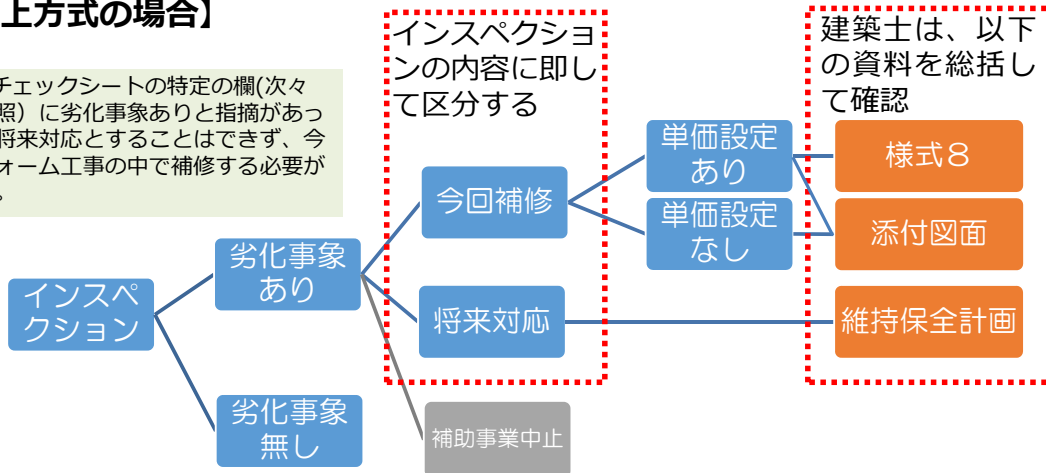 上方式の場合】
チェックシートの特定の欄(次々
照）に劣化事象ありと指摘があっ
将来対応とすることはできず、今
ォーム工事の中で補修する必要が
。
インスペクショ
ンの内容に即し
て区分する
建築士は、以下
の資料を総括し
て確認
インスペ
クション
劣化事象
あり
劣化事象
無し
今回補修
将来対応
補助事業中止
単価設定
あり
単価設定
なし
様式８
添付図面
維持保全計画